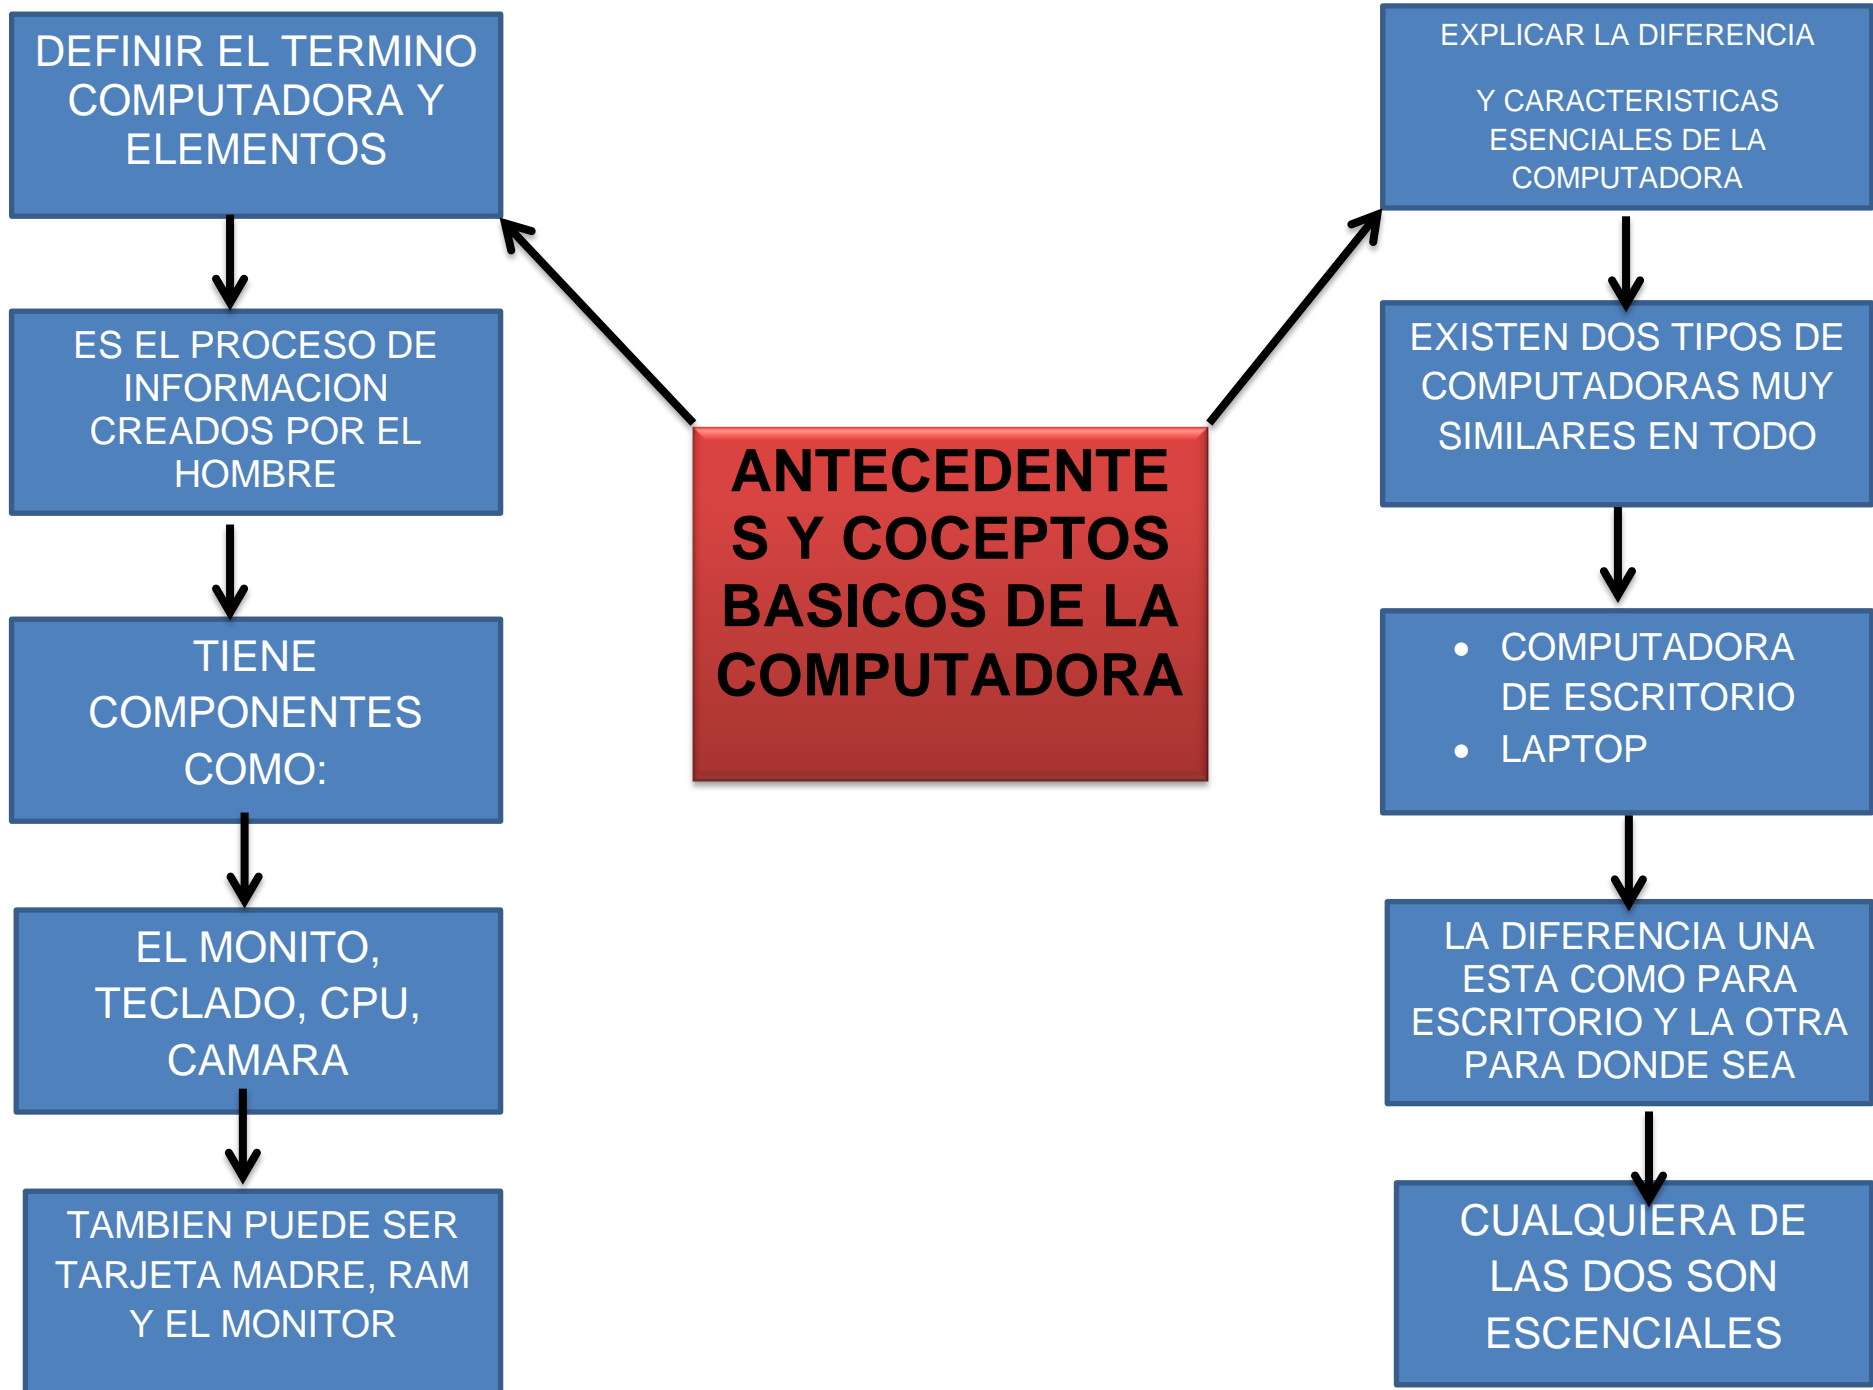 DEFINIR EL TERMINO
COMPUTADORA Y
ELEMENTOS
ES EL PROCESO DE
INFORMACION
CREADOS POR EL
HOMBRE
TIENE
COMPONENTES
COMO:
EL MONITO,
TECLADO, CPU,
CAMARA
TAMBIEN PUEDE SER
TARJETA MADRE, RAM
Y EL MONITOR
ANTECEDENTE
S Y COCEPTOS
BASICOS DE LA
COMPUTADORA
EXPLICAR LA DIFERENCIA
Y CARACTERISTICAS
ESENCIALES DE LA
COMPUTADORA
EXISTEN DOS TIPOS DE
COMPUTADORAS MUY
SIMILARES EN TODO
• COMPUTADORA
DE ESCRITORIO
• LAPTOP
LA DIFERENCIA UNA
ESTA COMO PARA
ESCRITORIO Y LA OTRA
PARA DONDE SEA
CUALQUIERA DE
LAS DOS SON
ESCENCIALES